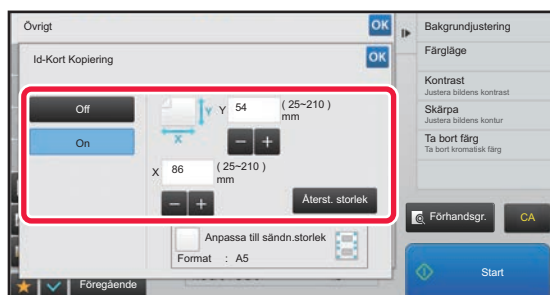 Övrigt
OK
Id-Kort Kopiering
OK
Off
On
Y
Y 54 ( 25~210 )
mm
X
X 86 ( 25~210 )
mm
Återst. storlek
Anpassa till sändn.storlek
Format : A5
Föregående
Bakgrundjustering
Färgläge
Kontrast
Justera bildens kontrast
Skärpa
Justera bildens kontur
Ta bort färg
Ta bort kromatisk färg
Förhandsgr.
CA
Start